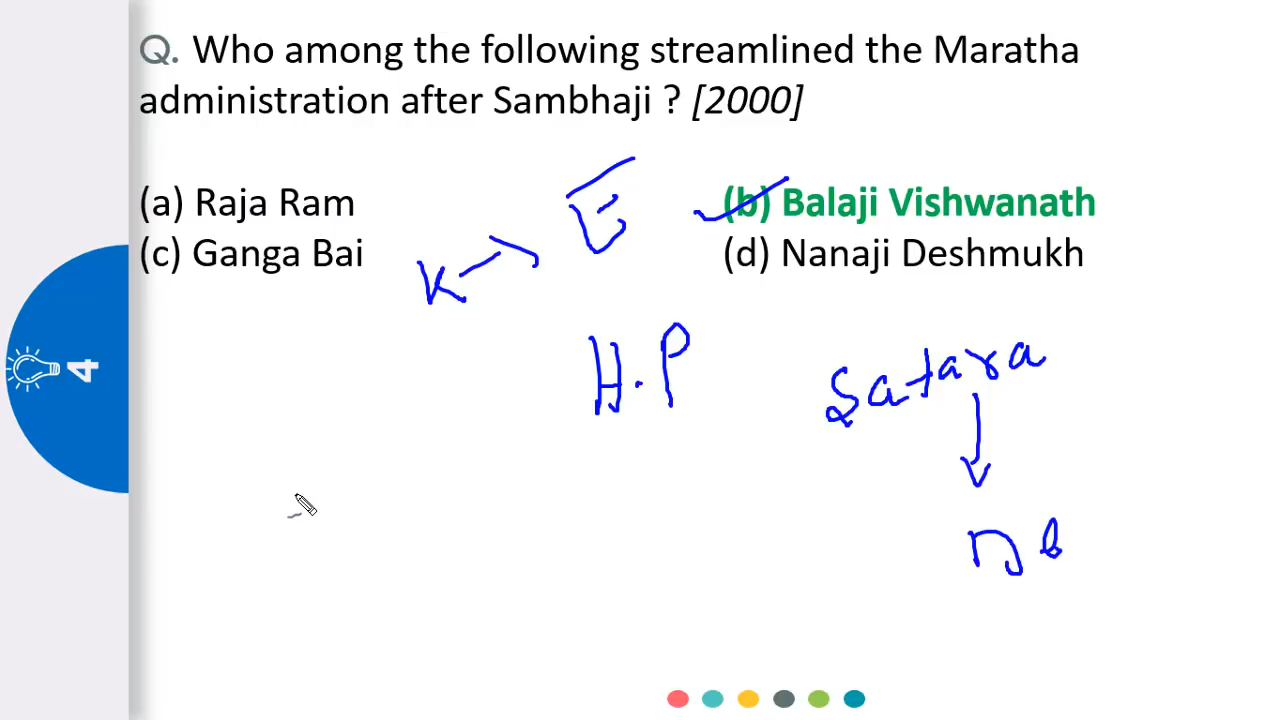 Q. Who among the following streamlined the Maratha
administration after Sambhaji ? [2000]
(a) Raja Ram
(b) Balaji Vishwanath
(c) Ganga Bai
(d) Nanaji Deshmukh
K
E
H.P
Satara
4